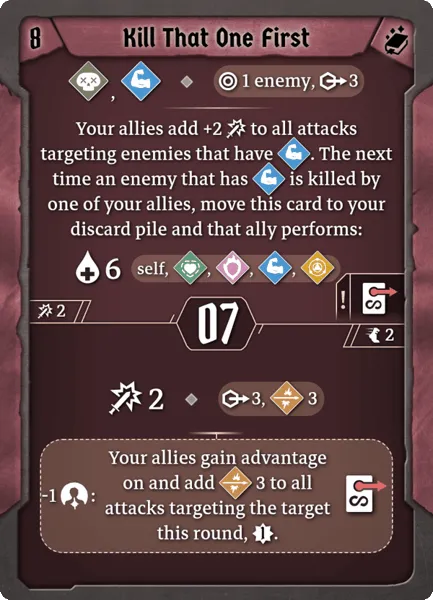 8 Kill That One First
, 1 enemy, 3
Your allies add +2 to all attacks
targeting enemies that have . The next
time an enemy that has is killed by
one of your allies, move this card to your
discard pile and that ally performs:
6 self, , , ,
!
2
07
2
2 3, 3
Your allies gain advantage
-1 : on and add 3 to all
attacks targeting the target
this round, .